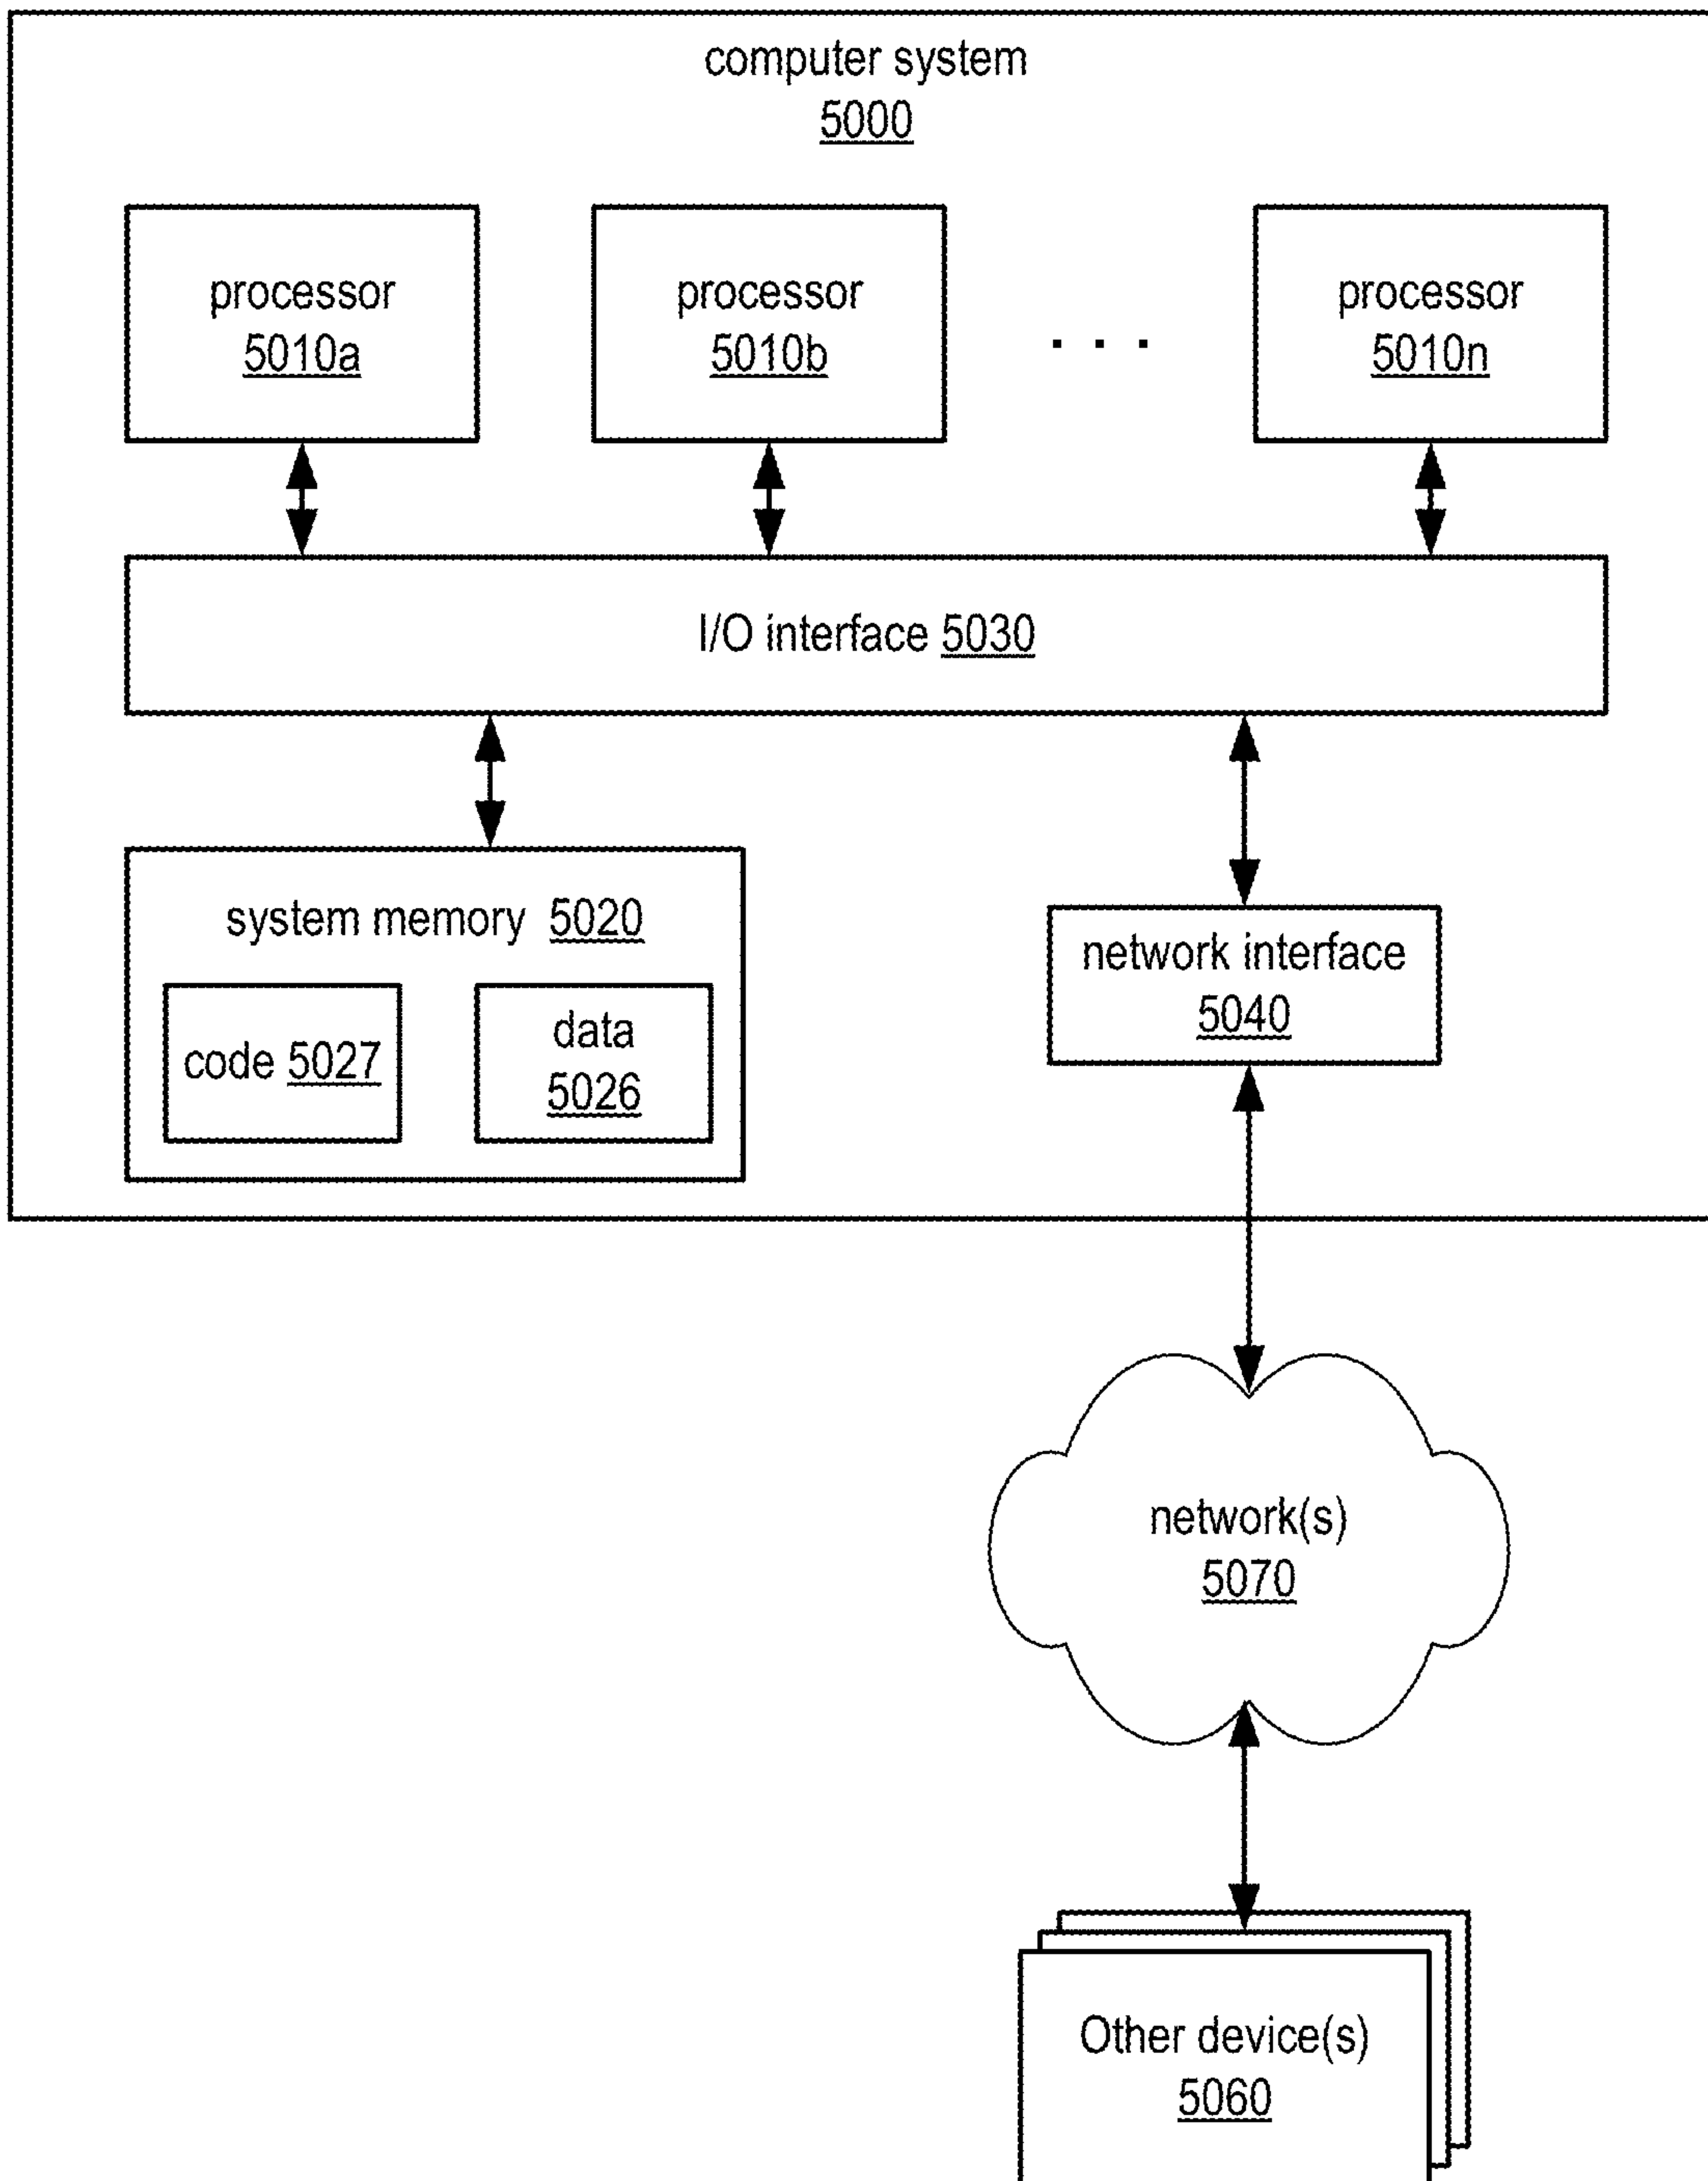 computer system
5000
processor
5010a
processor
5010b
. . .
processor
5010n
I/O interface 5030
system memory 5020
code 5027
data
5026
network interface
5040
network(s)
5070
Other device(s)
5060